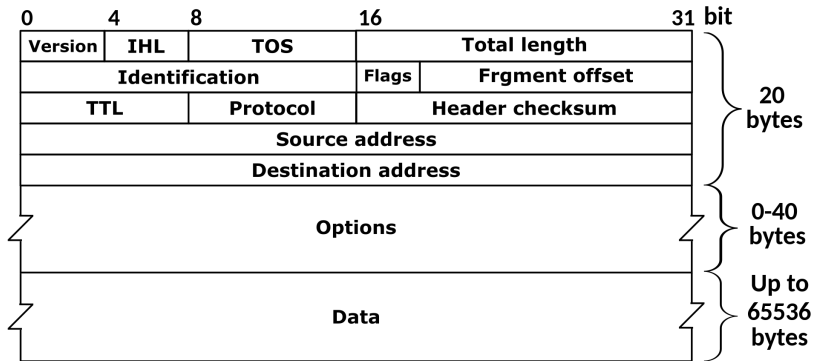 0 4 8 16 31 bit
Version IHL TOS Total length
Identification Flags Frgment offset
TTL Protocol Header checksum
Source address
Destination address
20
bytes
Options
0-40
bytes
Data
Up to
65536
bytes